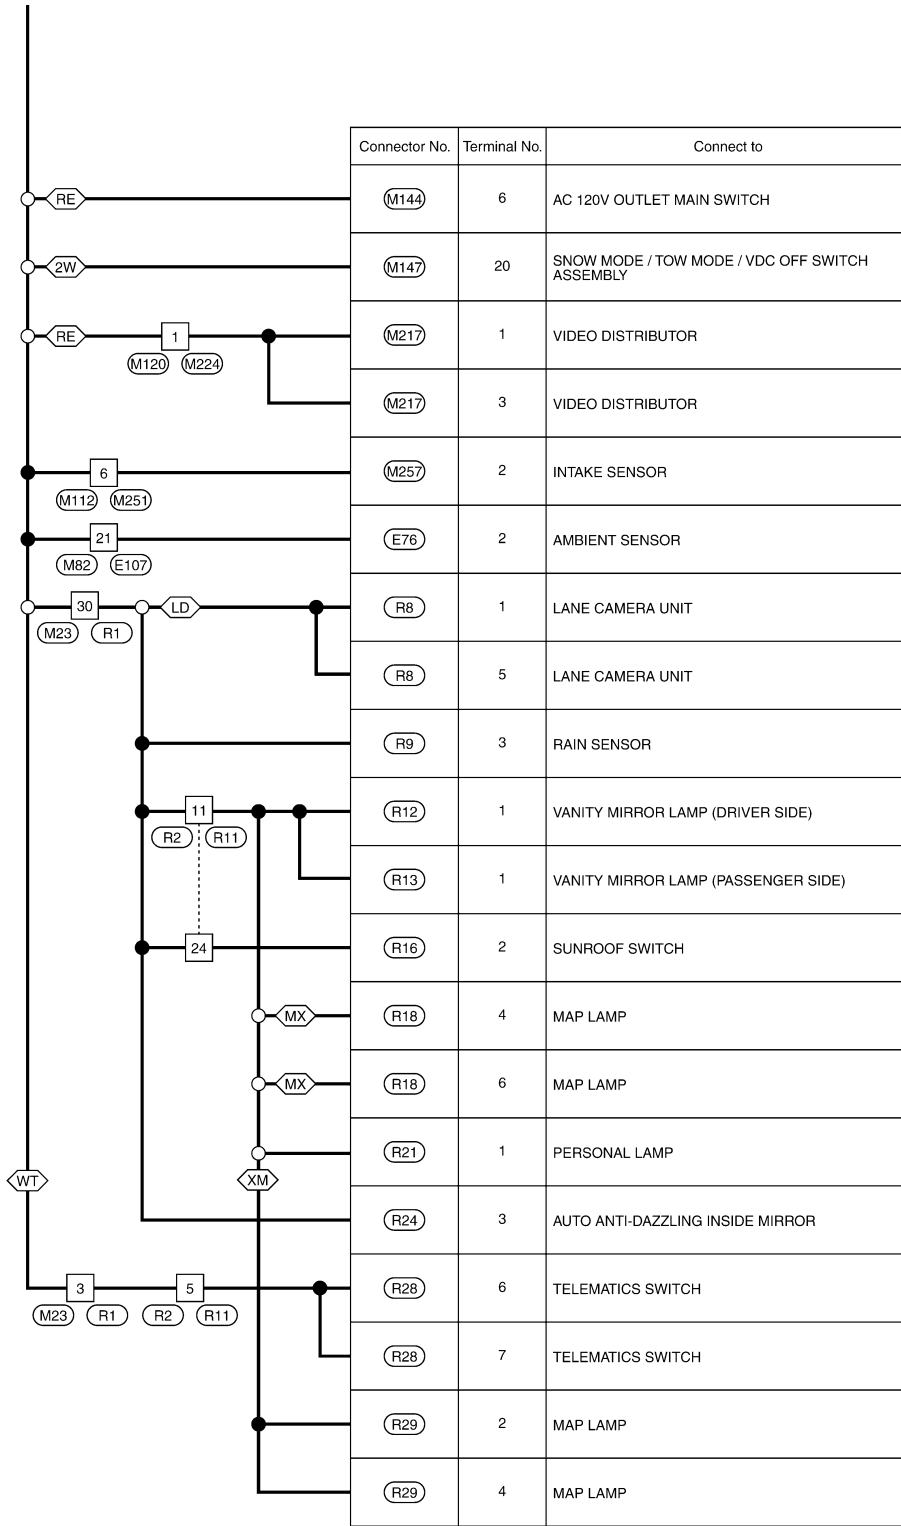 Connector No. Terminal No. Connect to
RE M144 6 AC 120V OUTLET MAIN SWITCH
2W M147 20 SNOW MODE / TOW MODE / VDC OFF SWITCH
ASSEMBLY
RE 1 M217 1 VIDEO DISTRIBUTOR
M120 M224
M217 3 VIDEO DISTRIBUTOR
6 M257 2 INTAKE SENSOR
M112 M251
21 E76 2 AMBIENT SENSOR
M82 E107
30 LD R8 1 LANE CAMERA UNIT
M23 R1
R8 5 LANE CAMERA UNIT
R9 3 RAIN SENSOR
11 R12 1 VANITY MIRROR LAMP (DRIVER SIDE)
R2 R11
R13 1 VANITY MIRROR LAMP (PASSENGER SIDE)
24 R16 2 SUNROOF SWITCH
MX R18 4 MAP LAMP
MX R18 6 MAP LAMP
R21 1 PERSONAL LAMP
WT XM
R24 3 AUTO ANTI-DAZZLING INSIDE MIRROR
3 5 R28 6 TELEMATICS SWITCH
M23 R1 R2 R11
R28 7 TELEMATICS SWITCH
R29 2 MAP LAMP
R29 4 MAP LAMP